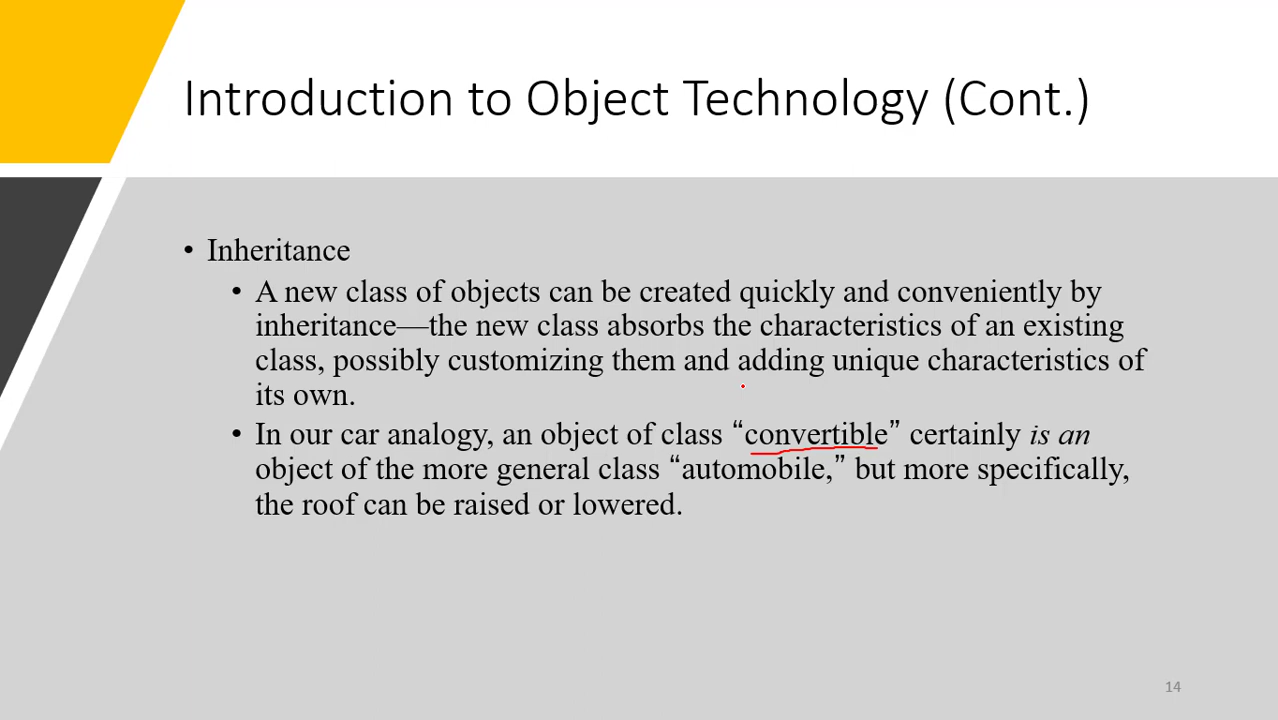 Introduction to Object Technology (Cont.)
• Inheritance
• A new class of objects can be created quickly and conveniently by
inheritance—the new class absorbs the characteristics of an existing
class, possibly customizing them and adding unique characteristics of
its own.
• In our car analogy, an object of class “convertible” certainly is an
object of the more general class “automobile,” but more specifically,
the roof can be raised or lowered.
14